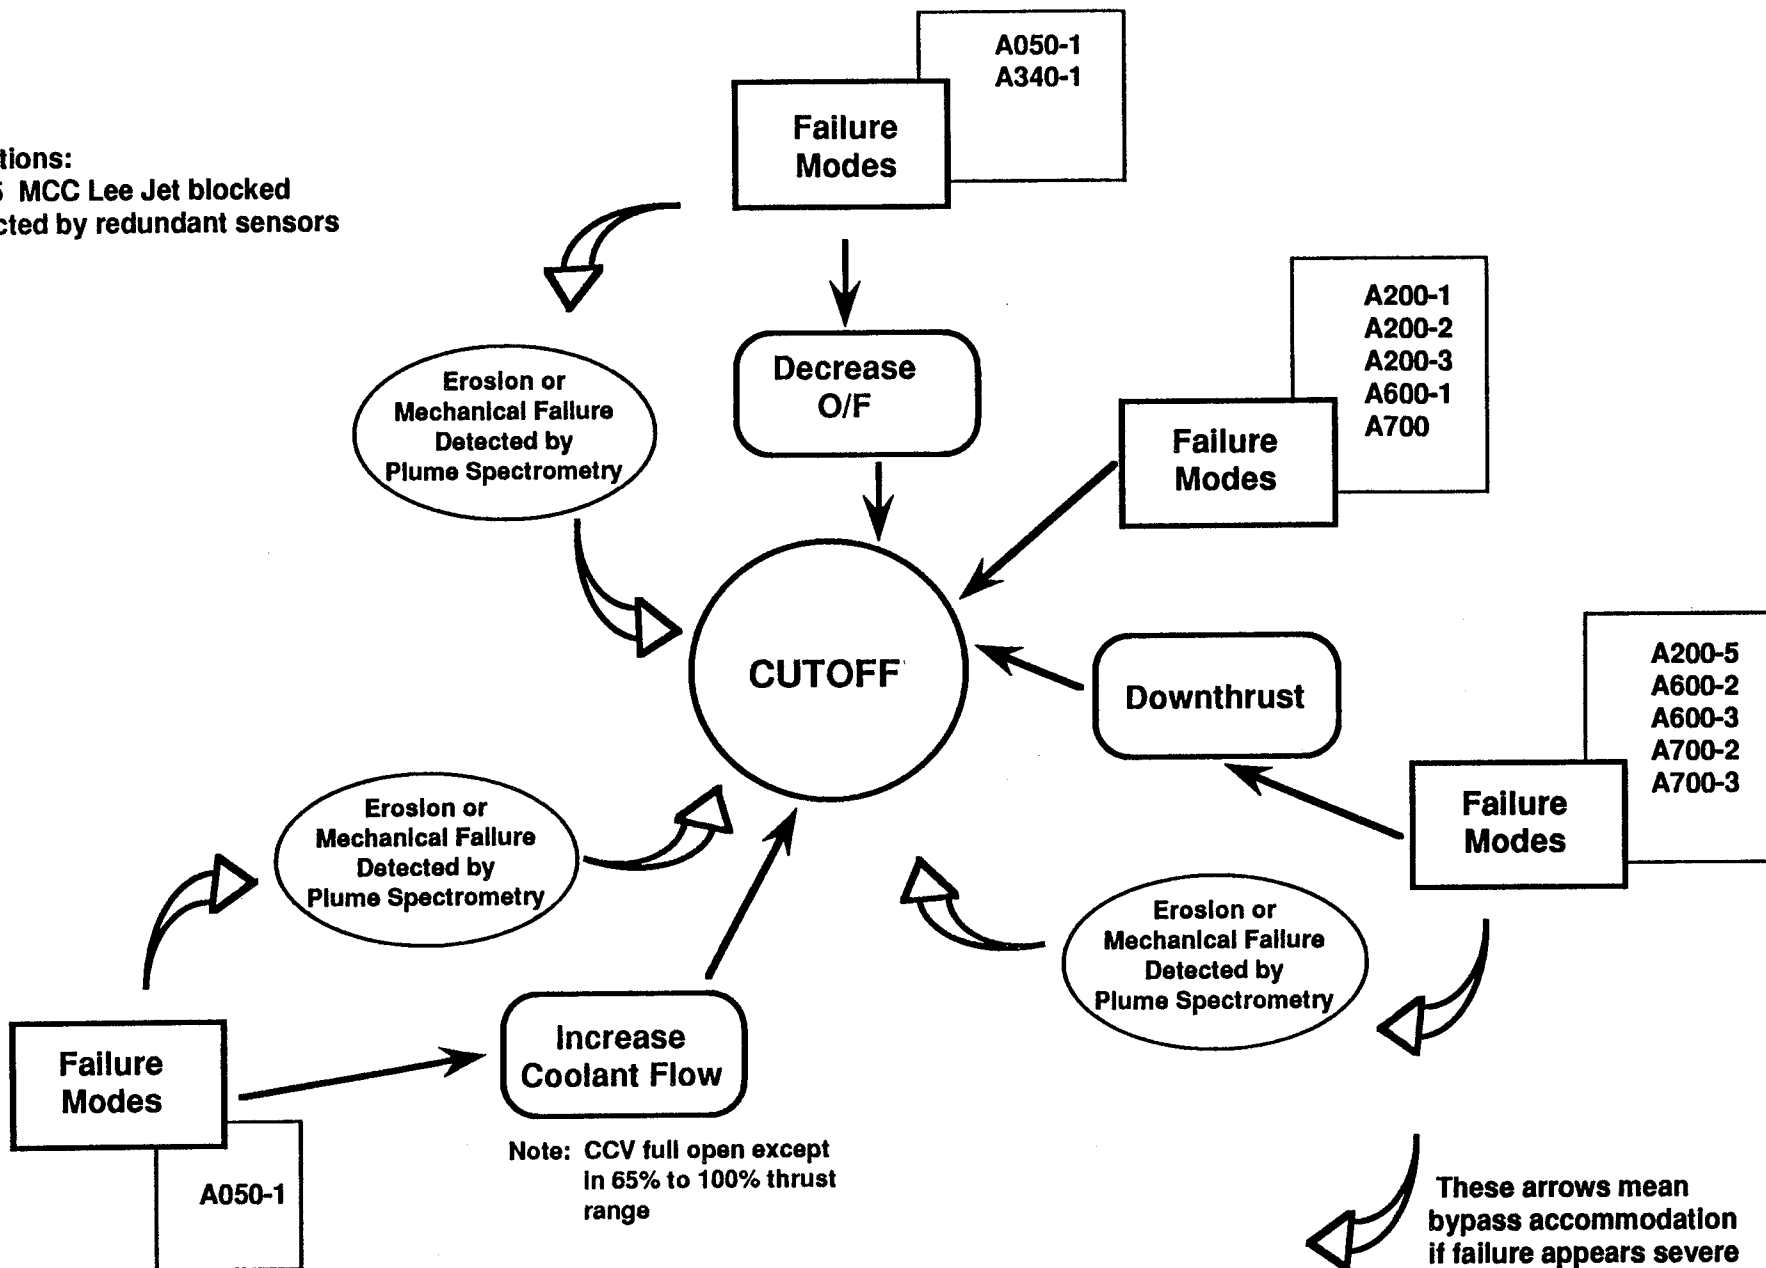 A050-1
A340-1
Failure
Modes
tions:
MCC Lee Jet blocked
cted by redundant sensors
A200-1
A200-2
A200-3
A600-1
A700
Erosion or
Mechanical Failure
Detected by
Plume Spectrometry
Decrease
O/F
Failure
Modes
CUTOFF
Downthrust
A200-5
A600-2
A600-3
A700-2
A700-3
Failure
Modes
Erosion or
Mechanical Failure
Detected by
Plume Spectrometry
Erosion or
Mechanical Failure
Detected by
Plume Spectrometry
Failure
Modes
Increase
Coolant Flow
A050-1
Note: CCV full open except
in 65% to 100% thrust
range
These arrows mean
bypass accommodation
if failure appears severe